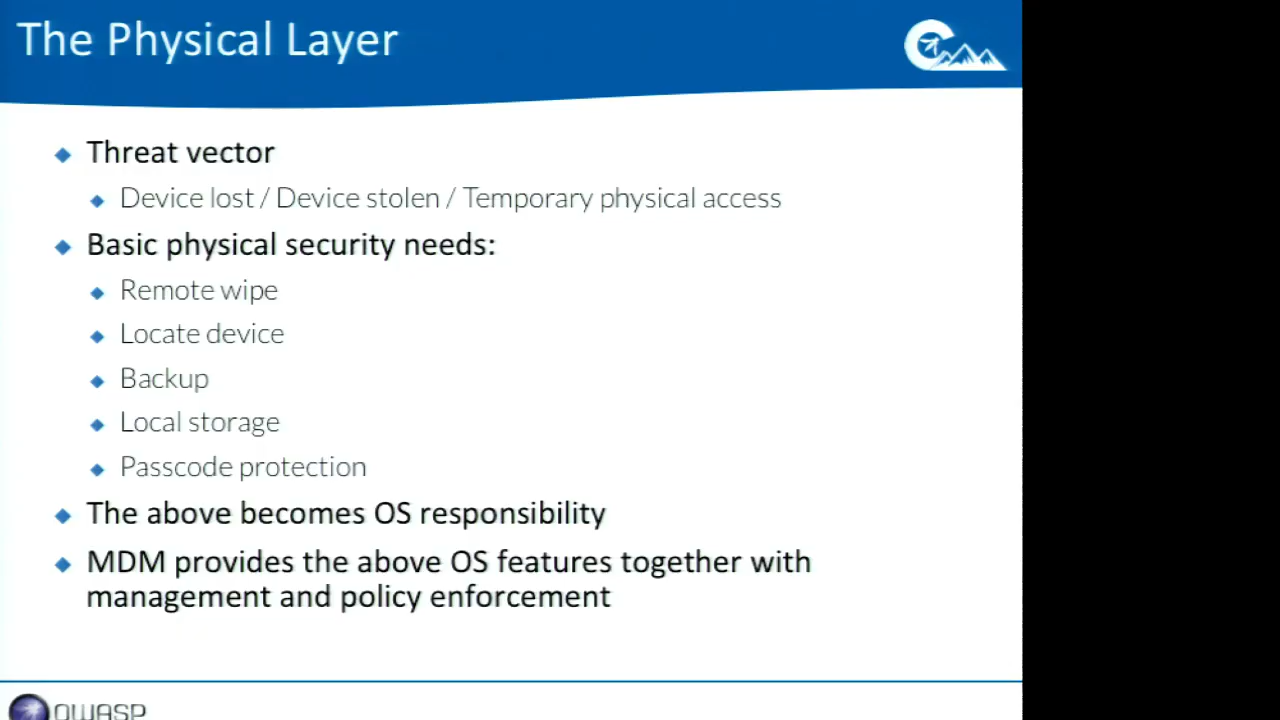 The Physical Layer
Threat vector
Device lost / Device stolen / Temporary physical access
Basic physical security needs:
Remote wipe
Locate device
Backup
Local storage
Passcode protection
The above becomes OS responsibility
MDM provides the above OS features together with
management and policy enforcement
OWASP